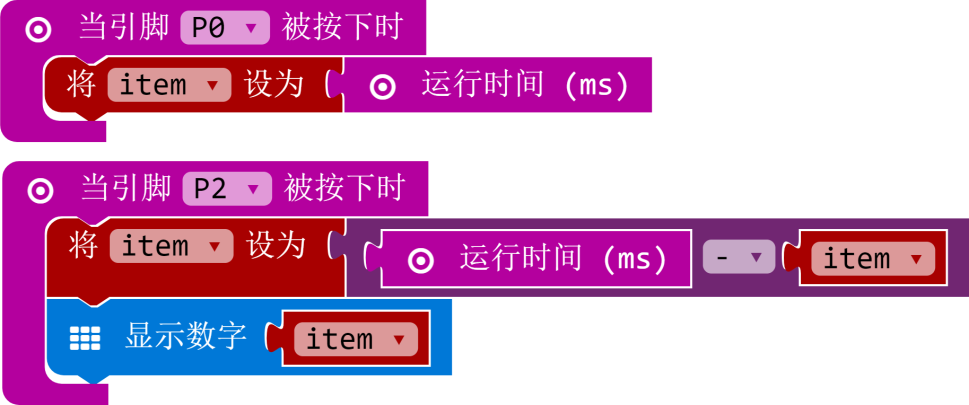 当引脚 P0 被按下时
将 item 设为 运行时间 (ms)
当引脚 P2 被按下时
将 item 设为 运行时间 (ms) - item
显示数字 item